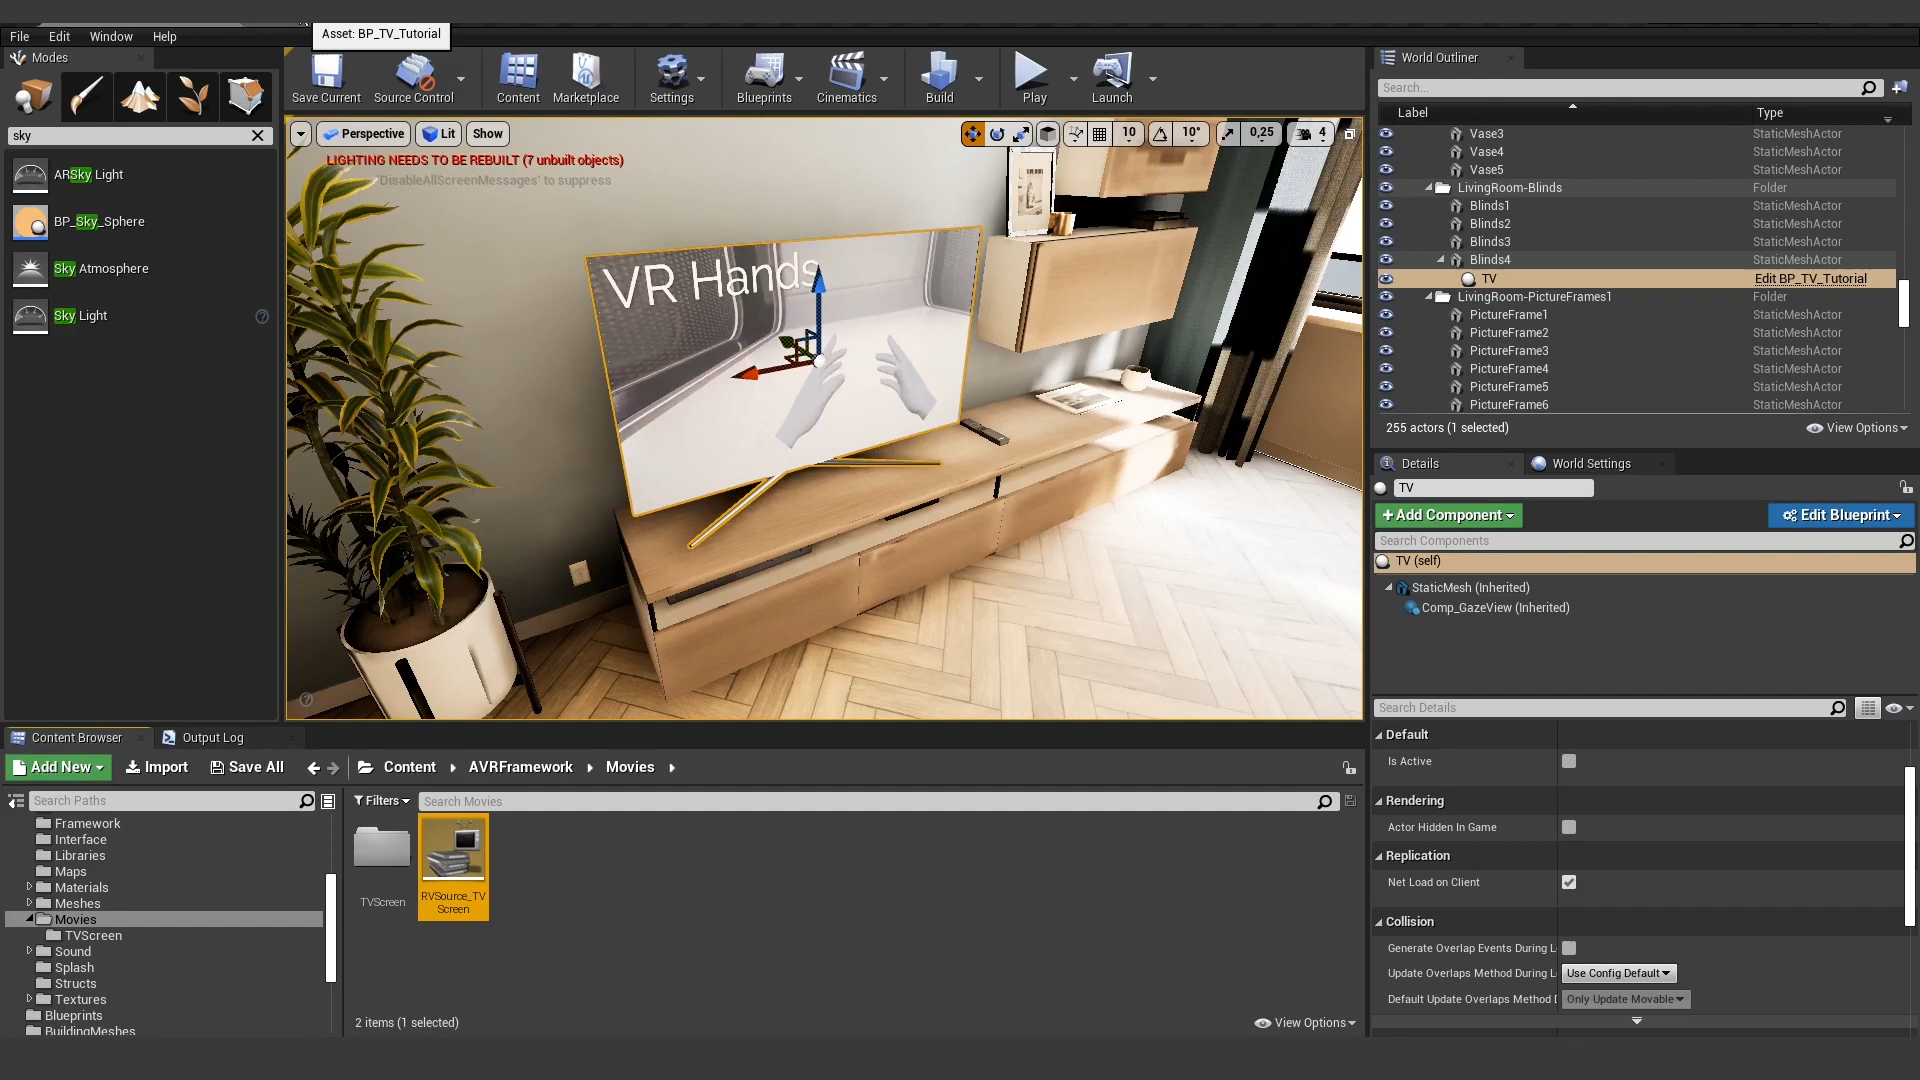 Asset: BP_TV_Tutorial
File Edit Window Help
Modes
Save Current Source Control Content Marketplace Settings Blueprints Cinematics Build Play Launch
sky
ARSky Light
BP_Sky_Sphere
Sky Atmosphere
Sky Light
Perspective Lit Show
10 10° 0,25 4
LIGHTING NEEDS TO BE REBUILT (7 unbuilt objects)
'DisableAllScreenMessages' to suppress
VR Hands
World Outliner
Search...
Label Type
Vase3 StaticMeshActor
Vase4 StaticMeshActor
Vase5 StaticMeshActor
LivingRoom-Blinds Folder
Blinds1 StaticMeshActor
Blinds2 StaticMeshActor
Blinds3 StaticMeshActor
Blinds4 StaticMeshActor
TV Edit BP_TV_Tutorial
LivingRoom-PictureFrames1 Folder
PictureFrame1 StaticMeshActor
PictureFrame2 StaticMeshActor
PictureFrame3 StaticMeshActor
PictureFrame4 StaticMeshActor
PictureFrame5 StaticMeshActor
PictureFrame6 StaticMeshActor
255 actors (1 selected) View Options
Details World Settings
TV
+Add Component Edit Blueprint
Search Components
TV (self)
StaticMesh (Inherited)
Comp_GazeView (Inherited)
Search Details
Default
Is Active
Rendering
Actor Hidden In Game
Replication
Net Load on Client
Collision
Generate Overlap Events During L
Update Overlaps Method During L Use Config Default
Default Update Overlaps Method D Only Update Movable
Content Browser Output Log
Add New Import Save All Content AVRFramework Movies
Search Paths
Filters Search Movies
Framework
Interface
Libraries
Maps
Materials
Meshes
Movies
TVScreen
Sound
Splash
Structs
Textures
Blueprints
BuildingMeshes
TVScreen
RVSource_TV
Screen
2 items (1 selected) View Options